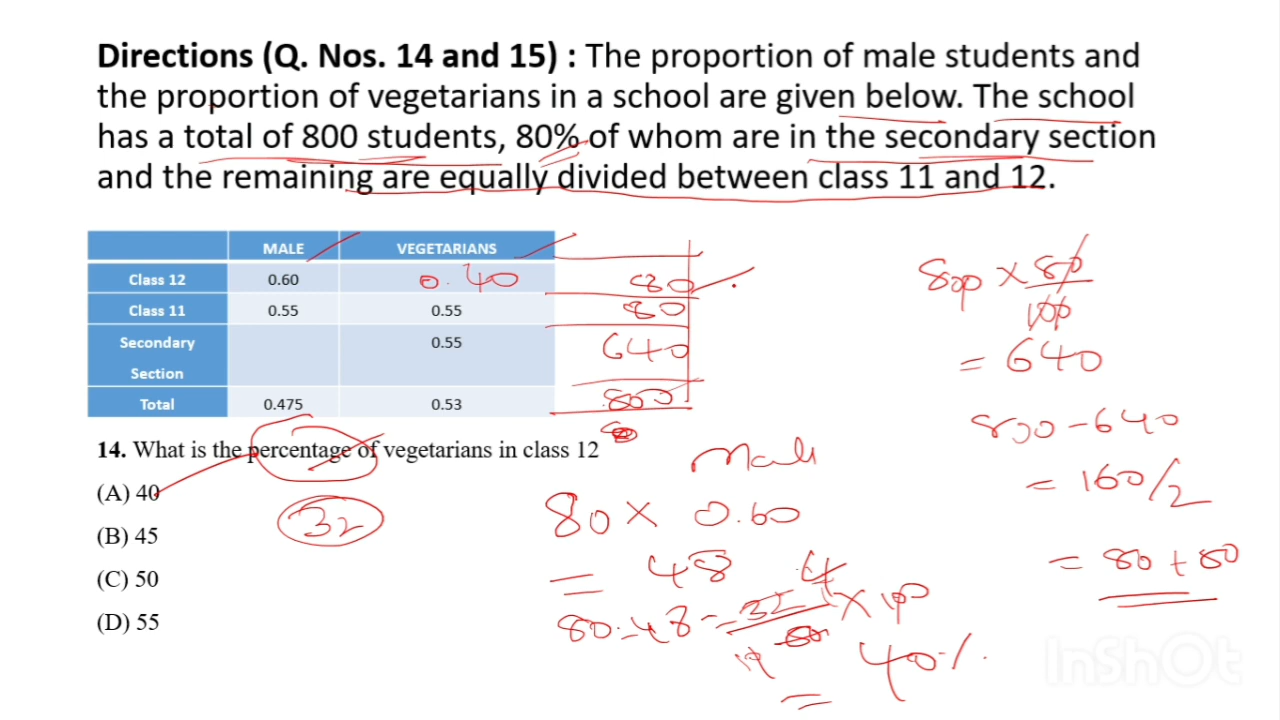 Directions (Q. Nos. 14 and 15) : The proportion of male students and
the proportion of vegetarians in a school are given below. The school
has a total of 800 students, 80% of whom are in the secondary section
and the remaining are equally divided between class 11 and 12.
MALE VEGETARIANS
Class 12 0.60 0.40 80
Class 11 0.55 0.55 80
Secondary
Section 0.55 640
Total 0.475 0.53 800
14. What is the percentage of vegetarians in class 12
(A) 40
(B) 45
(C) 50
(D) 55
32
800 × 80/100
= 640
800 - 640
= 160/2
= 80 + 80
Male
80 × 0.60
= 48
80 - 48 = 32/80 × 100
= 40%
InShOt